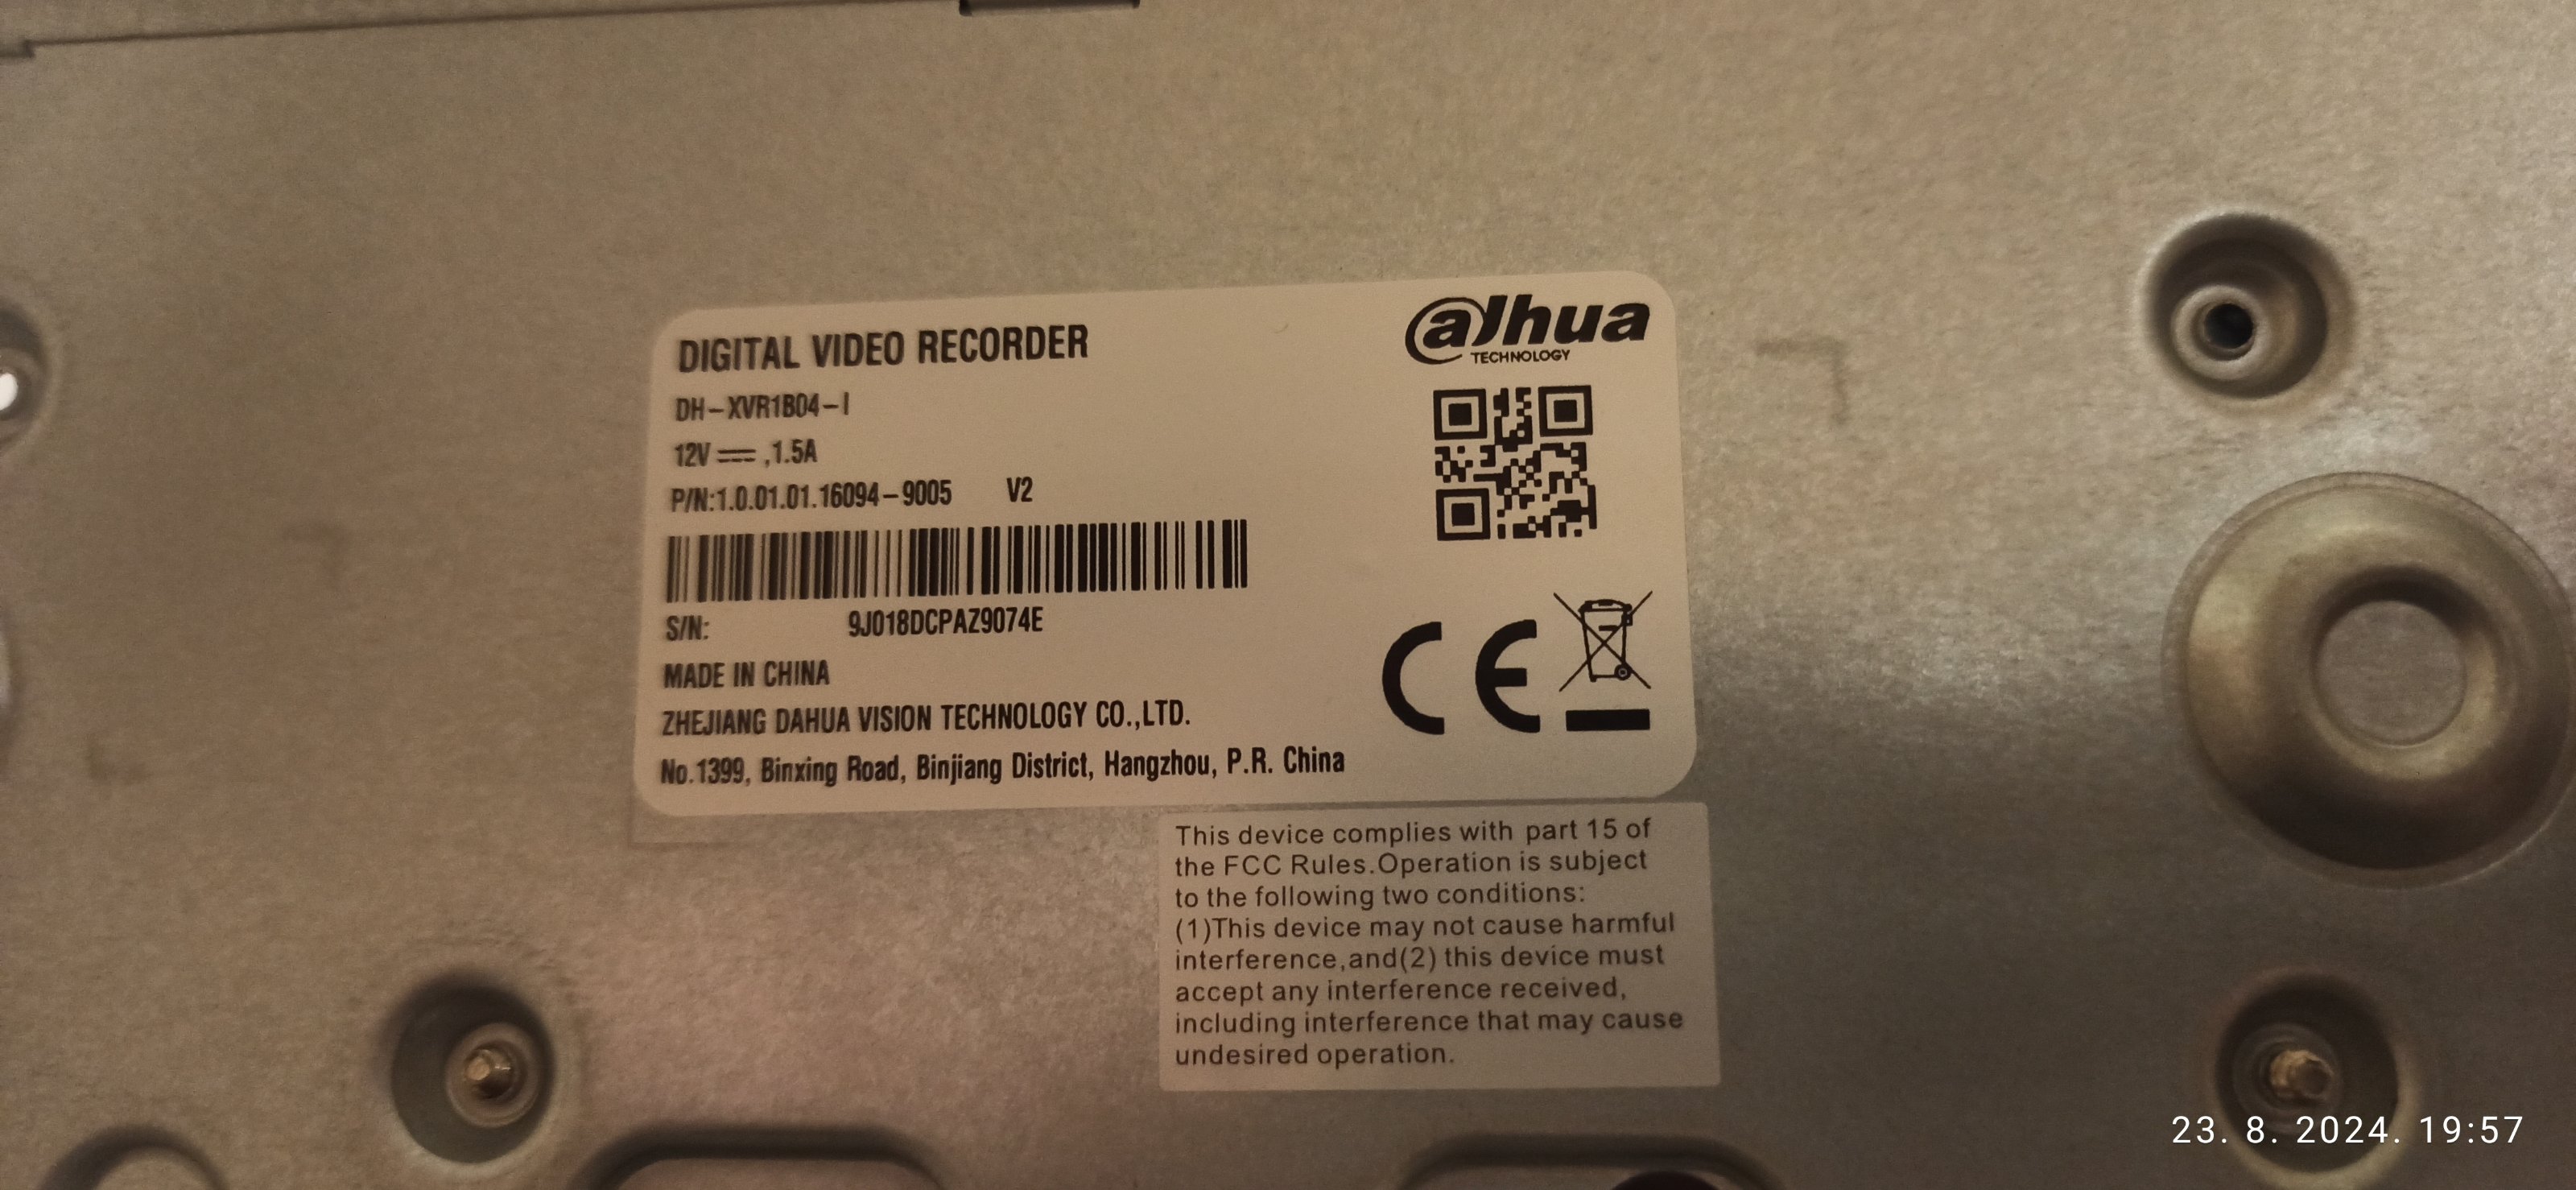 DIGITAL VIDEO RECORDER
alhua
TECHNOLOGY
DH-XVR1B04-I
12V ⎓ ,1.5A
P/N:1.0.01.01.16094-9005 V2
S/N: 9J018DCPAZ9074E
MADE IN CHINA
ZHEJIANG DAHUA VISION TECHNOLOGY CO.,LTD.
No.1399, Binxing Road, Binjiang District, Hangzhou, P.R. China
CE
This device complies with part 15 of
the FCC Rules.Operation is subject
to the following two conditions:
(1)This device may not cause harmful
interference,and(2) this device must
accept any interference received,
including interference that may cause
undesired operation.
23. 8. 2024. 19:57